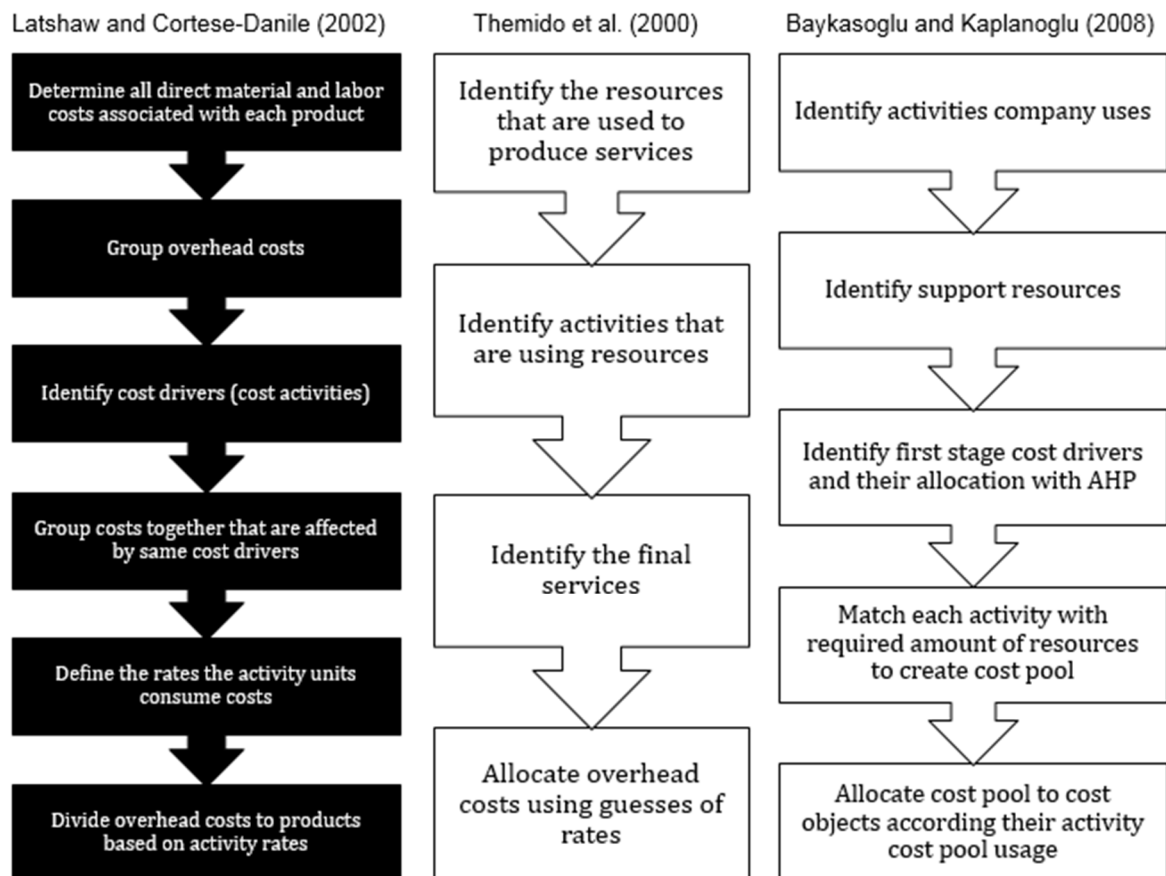 Latshaw and Cortese-Danile (2002)
Determine all direct material and labor
costs associated with each product
Group overhead costs
Identify cost drivers (cost activities)
Group costs together that are affected
by same cost drivers
Define the rates the activity units
consume costs
Divide overhead costs to products
based on activity rates
Themido et al. (2000)
Identify the resources
that are used to
produce services
Identify activities that
are using resources
Identify the final
services
Allocate overhead
costs using guesses of
rates
Baykasoglu and Kaplanoglu (2008)
Identify activities company uses
Identify support resources
Identify first stage cost drivers
and their allocation with AHP
Match each activity with
required amount of resources
to create cost pool
Allocate cost pool to cost
objects according their activity
cost pool usage